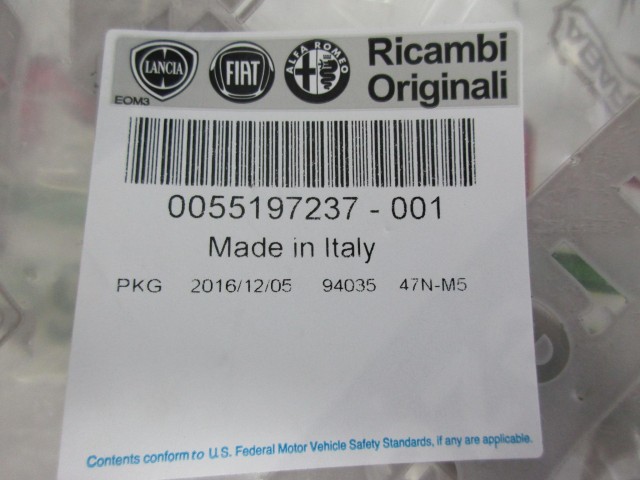 LANCIA FIAT ALFA ROMEO Ricambi
Originali
EOM3
0055197237 - 001
Made in Italy
PKG 2016/12/05 94035 47N-M5
Contents conform to U.S. Federal Motor Vehicle Safety Standards, if any are applicable.